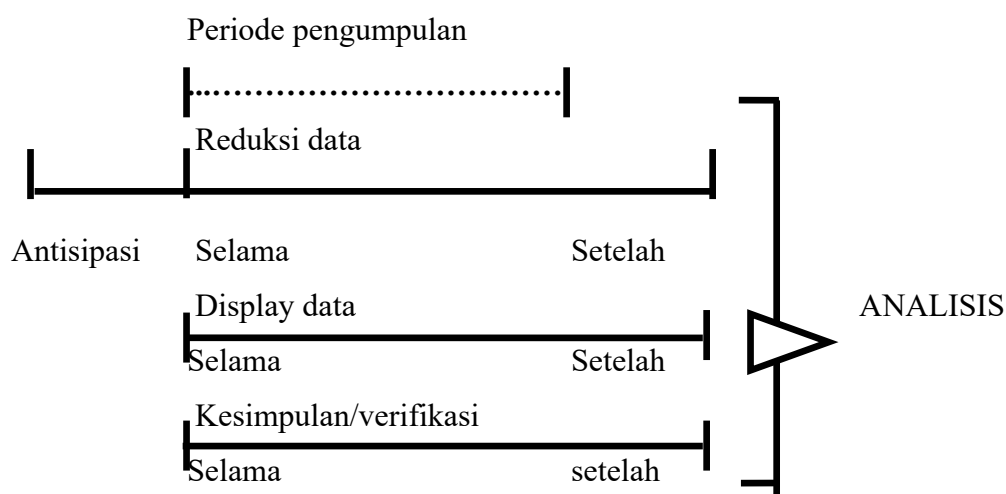 Periode pengumpulan
Reduksi data
Antisipasi Selama Setelah
Display data
ANALISIS
Selama Setelah
Kesimpulan/verifikasi
Selama setelah